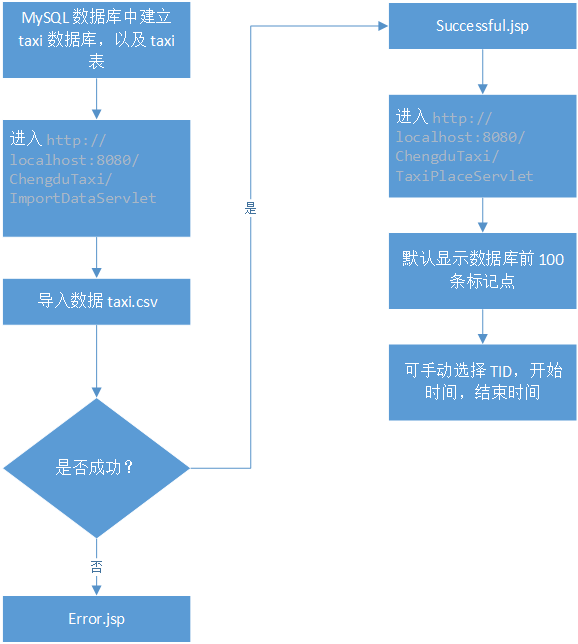 MySQL 数据库中建立
taxi 数据库，以及 taxi
表
进入 http://
localhost:8080/
ChengduTaxi/
ImportDataServlet
导入数据 taxi.csv
是否成功？
否
Error.jsp
是
Successful.jsp
进入 http://
localhost:8080/
ChengduTaxi/
TaxiPlaceServlet
默认显示数据库前 100
条标记点
可手动选择 TID，开始
时间，结束时间